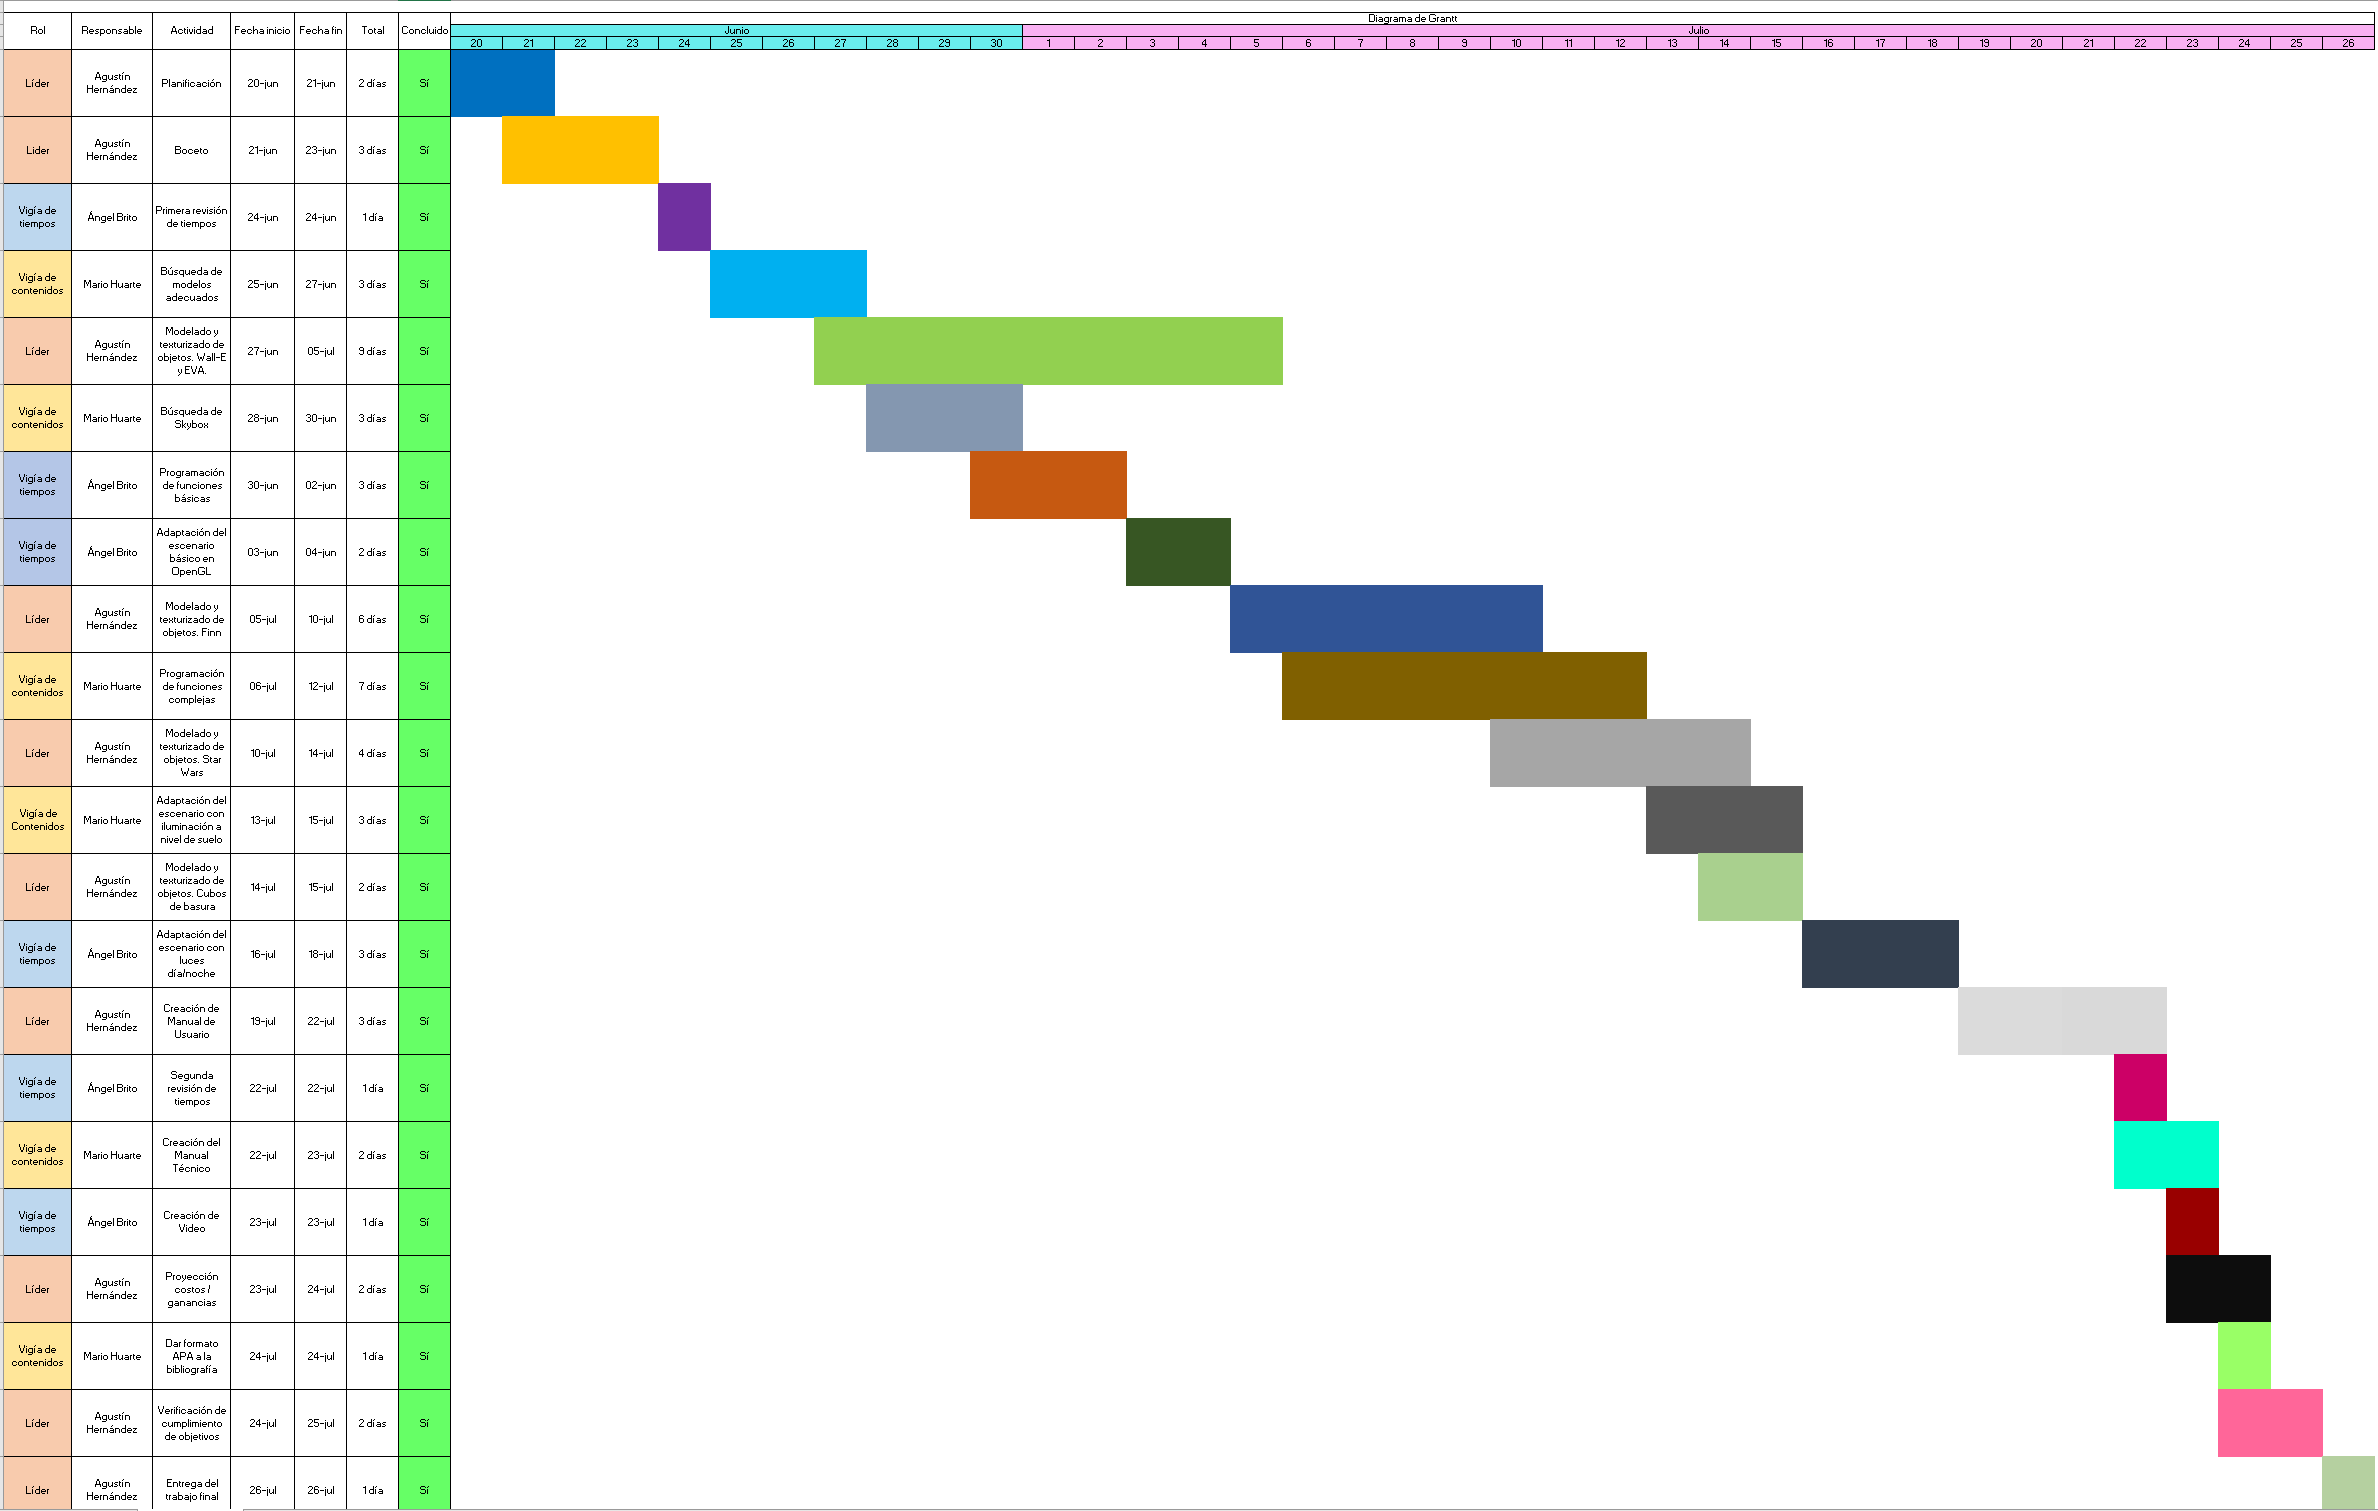 Diagrama de Grantt
Rol Responsable Actividad Fecha inicio Fecha fin Total Concluido Junio Julio
20 21 22 23 24 25 26 27 28 29 30 1 2 3 4 5 6 7 8 9 10 11 12 13 14 15 16 17 18 19 20 21 22 23 24 25 26
Líder Agustín Hernández Planificación 20-jun 21-jun 2 días Sí
Lider Agustín Hernández Boceto 21-jun 23-jun 3 días Sí
Vigía de tiempos Ángel Brito Primera revisión de tiempos 24-jun 24-jun 1 día Sí
Vigía de contenidos Mario Huarte Búsqueda de modelos adecuados 25-jun 27-jun 3 días Sí
Líder Agustín Hernández Modelado y texturizado de objetos. Wall-E y EVA. 27-jun 05-jul 9 días Sí
Vigía de contenidos Mario Huarte Búsqueda de Skybox 28-jun 30-jun 3 días Sí
Vigía de tiempos Ángel Brito Programación de funciones básicas 30-jun 02-jun 3 días Sí
Vigía de tiempos Ángel Brito Adaptación del escenario básico en OpenGL 03-jun 04-jun 2 días Sí
Líder Agustín Hernández Modelado y texturizado de objetos. Finn 05-jul 10-jul 6 días Sí
Vigía de contenidos Mario Huarte Programación de funciones complejas 06-jul 12-jul 7 días Sí
Líder Agustín Hernández Modelado y texturizado de objetos. Star Wars 10-jul 14-jul 4 días Sí
Vigía de Contenidos Mario Huarte Adaptación del escenario con iluminación a nivel de suelo 13-jul 15-jul 3 días Sí
Líder Agustín Hernández Modelado y texturizado de objetos. Cubos de basura 14-jul 15-jul 2 días Sí
Vigía de tiempos Ángel Brito Adaptación del escenario con luces día/noche 16-jul 18-jul 3 días Sí
Líder Agustín Hernández Creación de Manual de Usuario 19-jul 22-jul 3 días Sí
Vigía de tiempos Ángel Brito Segunda revisión de tiempos 22-jul 22-jul 1 día Sí
Vigía de contenidos Mario Huarte Creación del Manual Técnico 22-jul 23-jul 2 días Sí
Vigía de tiempos Ángel Brito Creación de Video 23-jul 23-jul 1 día Sí
Líder Agustín Hernández Proyección costos / ganancias 23-jul 24-jul 2 días Sí
Vigía de contenidos Mario Huarte Dar formato APA a la bibliografía 24-jul 24-jul 1 día Sí
Líder Agustín Hernández Verificación de cumplimiento de objetivos 24-jul 25-jul 2 días Sí
Líder Agustín Hernández Entrega del trabajo final 26-jul 26-jul 1 día Sí